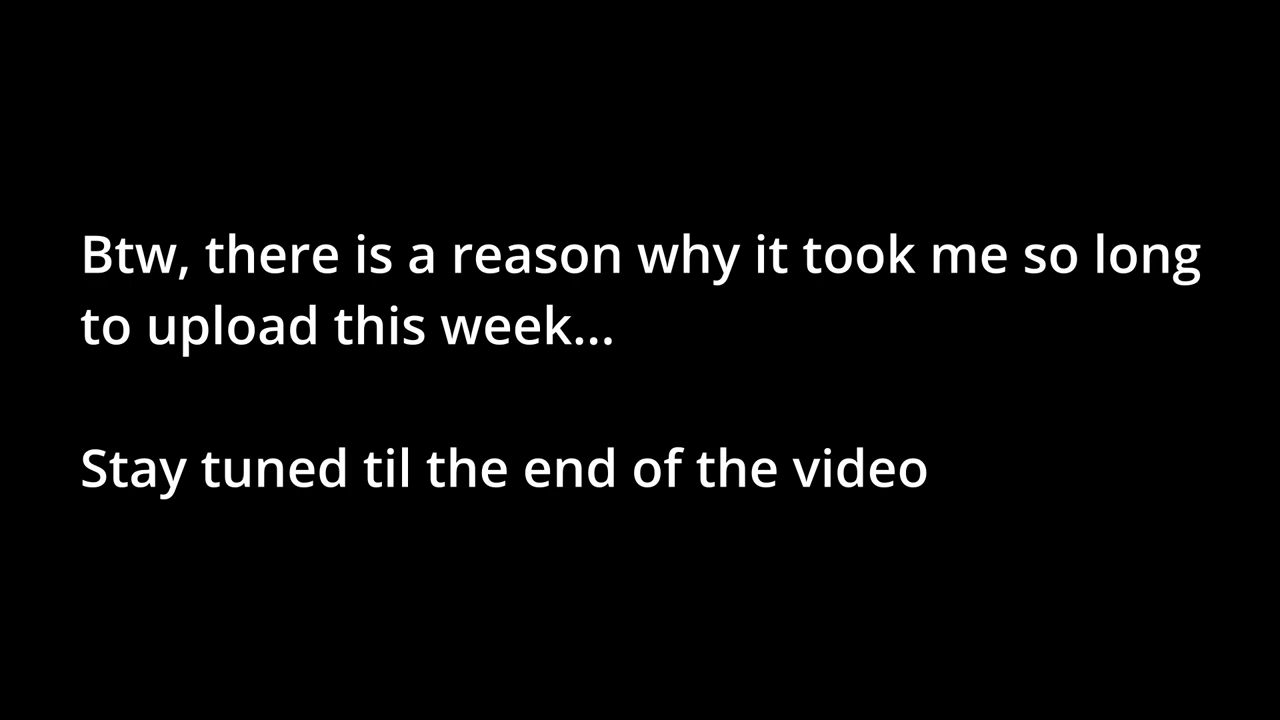 Btw, there is a reason why it took me so long
to upload this week...
Stay tuned til the end of the video